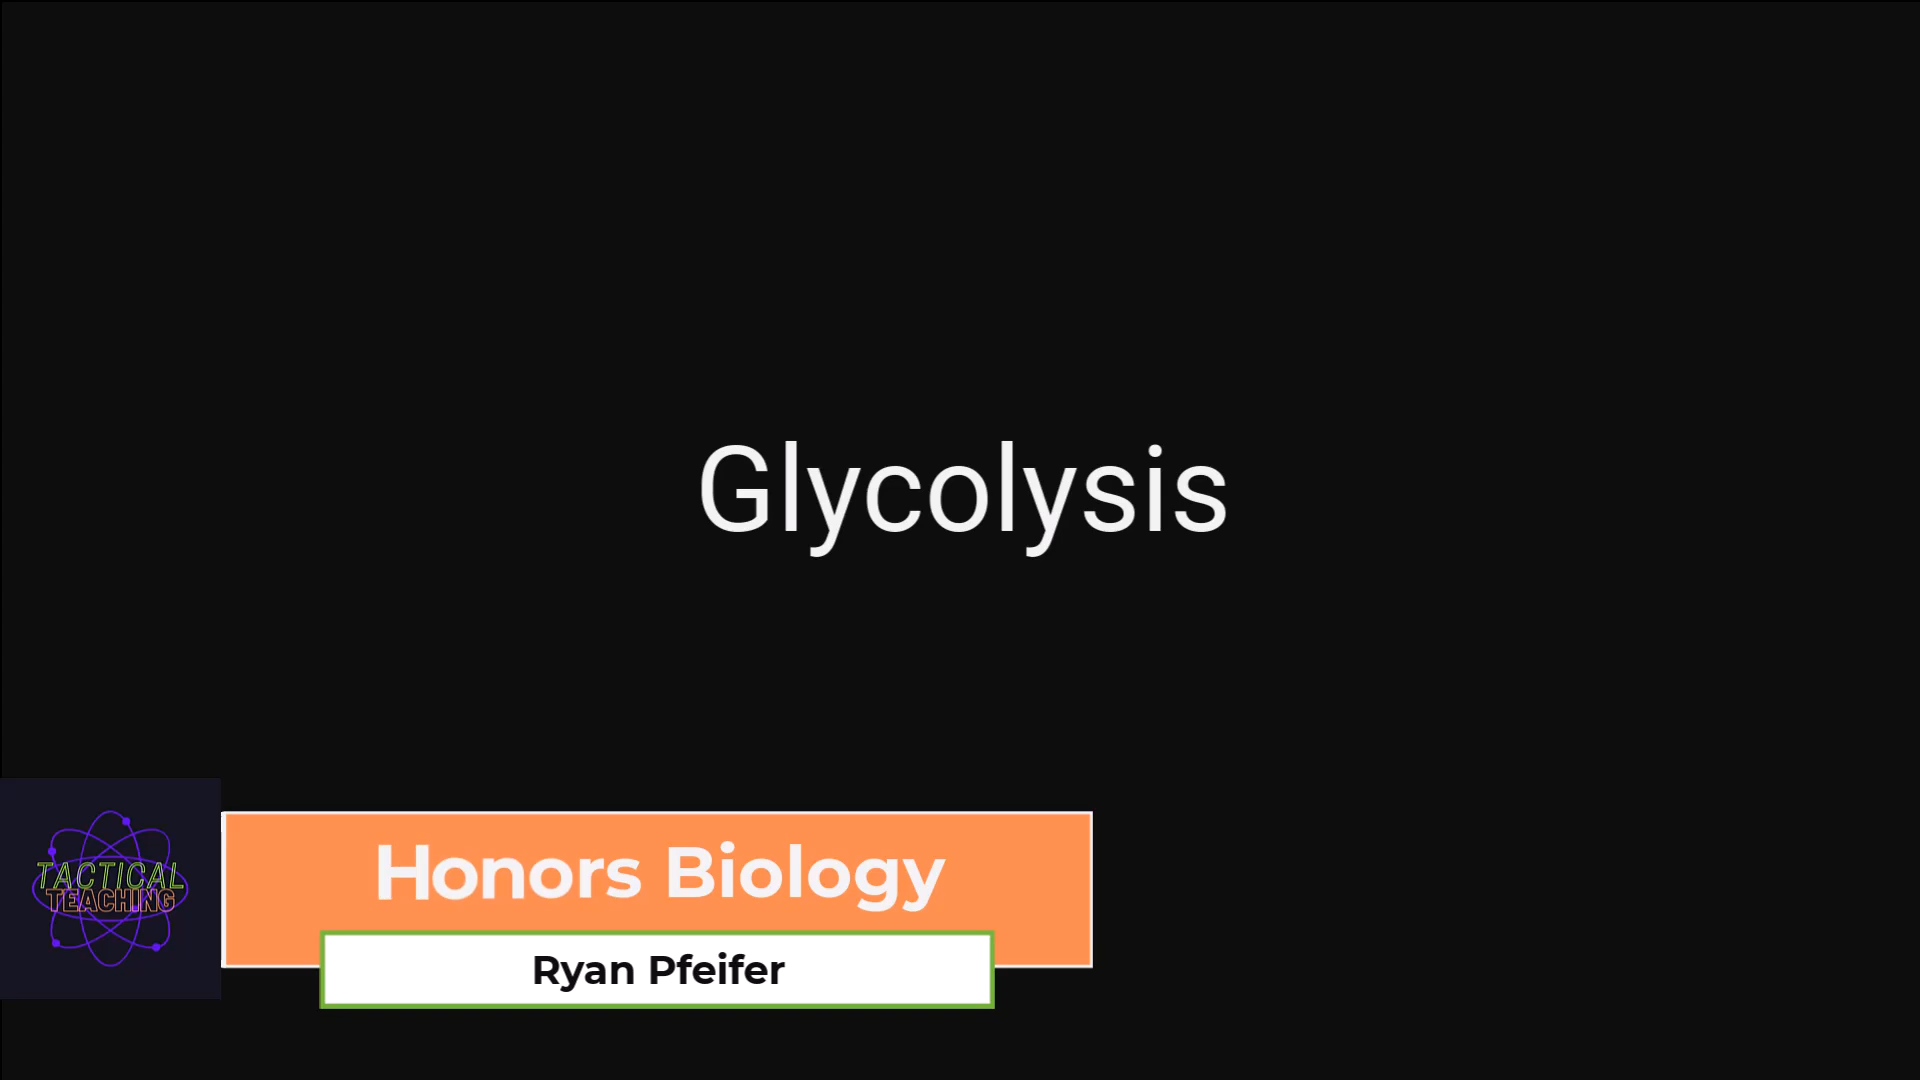 Glycolysis
TACTICAL
TEACHING
Honors Biology
Ryan Pfeifer